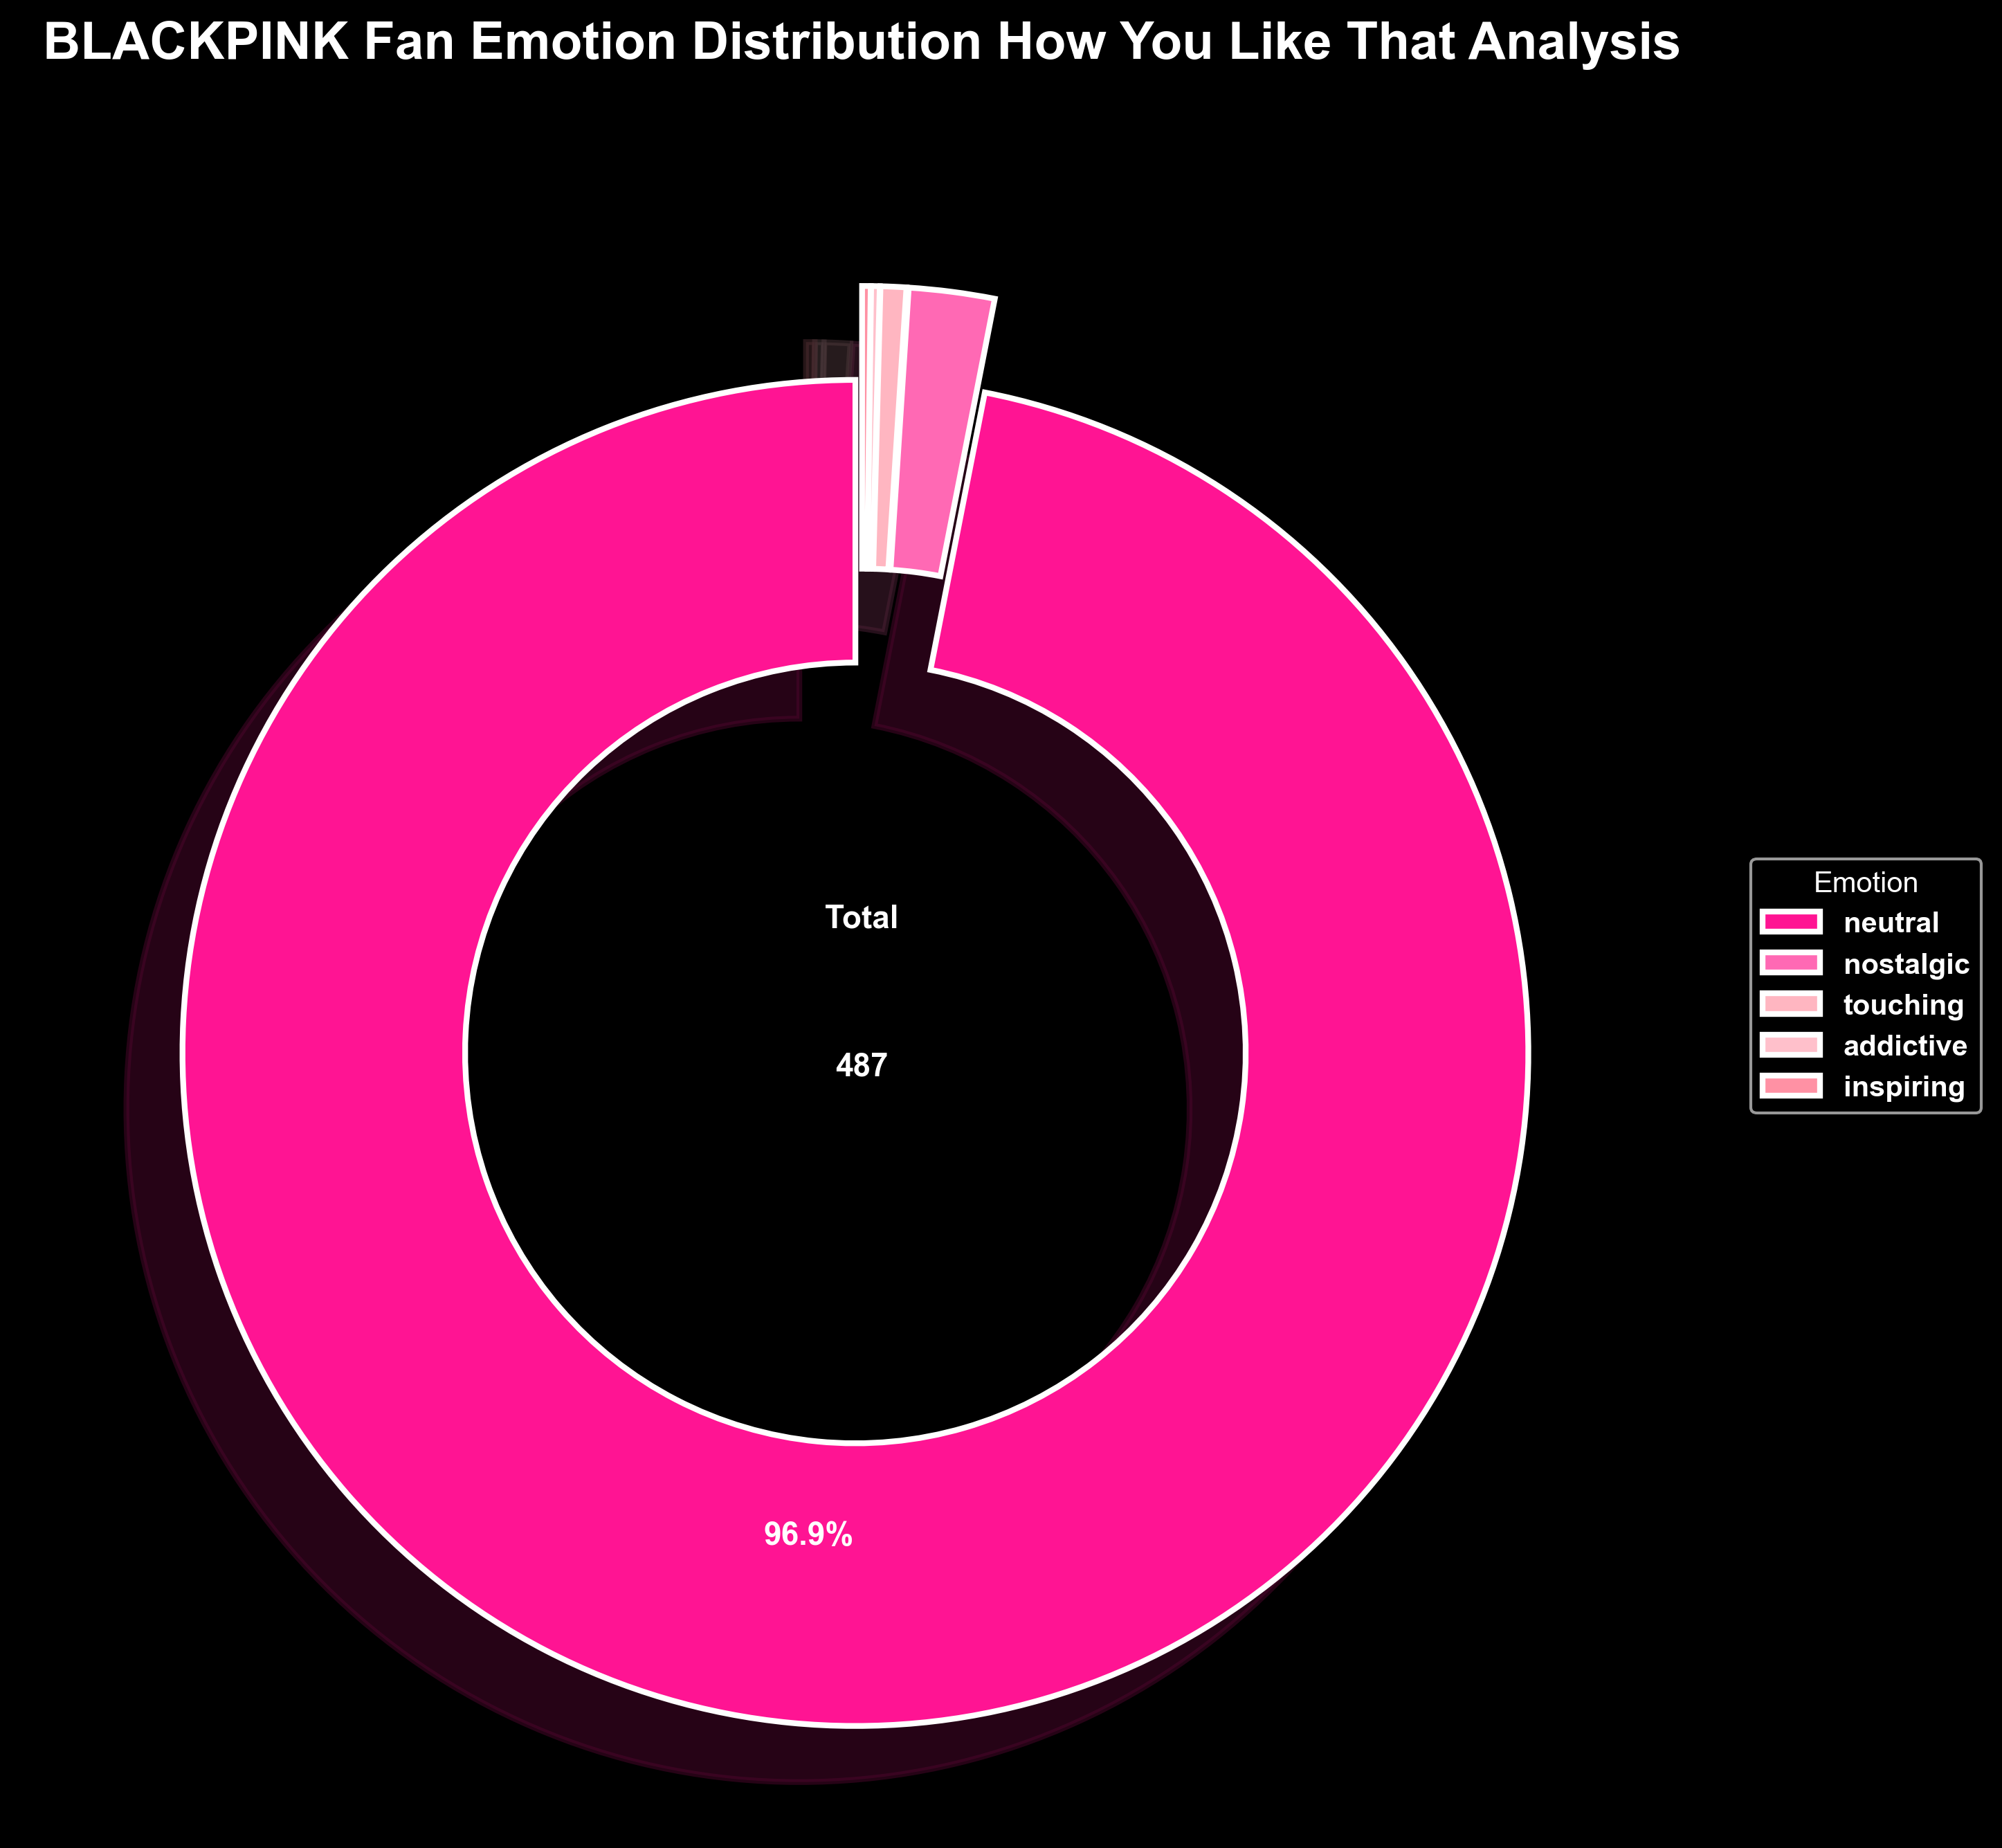 BLACKPINK Fan Emotion Distribution How You Like That Analysis
Total
487
96.9%
Emotion
neutral
nostalgic
touching
addictive
inspiring